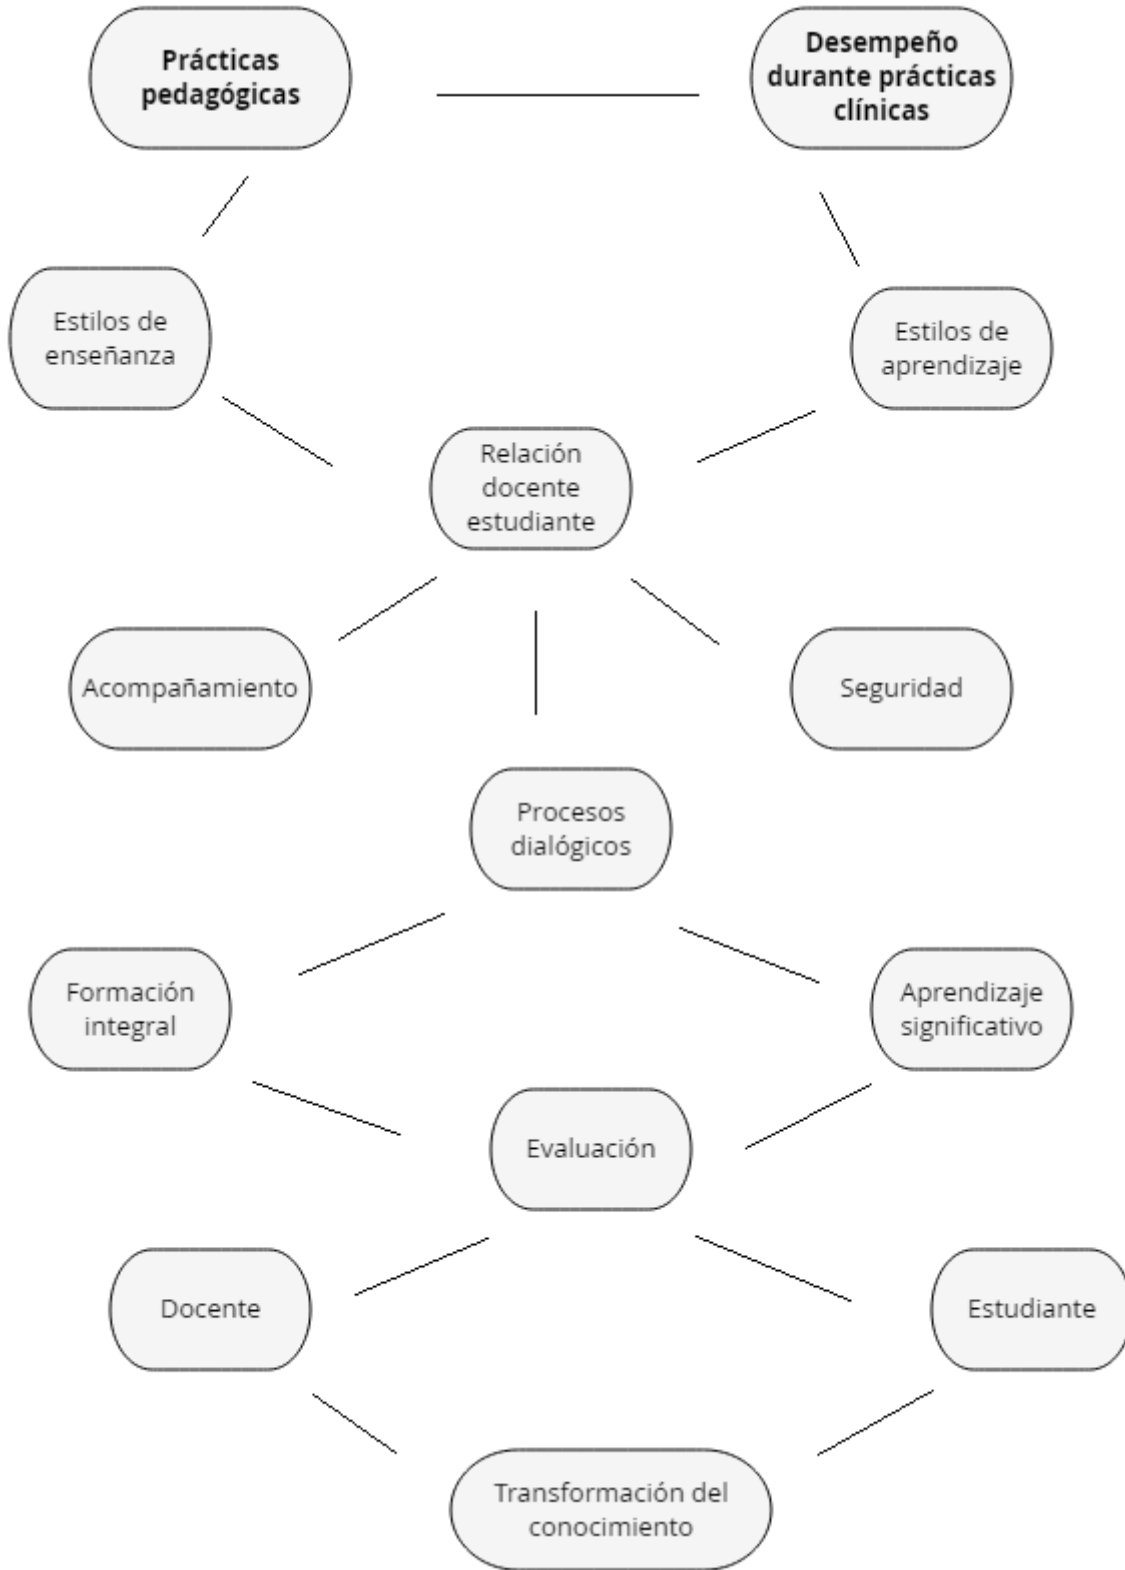 Prácticas
pedagógicas
Desempeño
durante prácticas
clínicas
Estilos de
enseñanza
Estilos de
aprendizaje
Relación
docente
estudiante
Acompañamiento
Seguridad
Procesos
dialógicos
Formación
integral
Aprendizaje
significativo
Evaluación
Docente
Estudiante
Transformación del
conocimiento